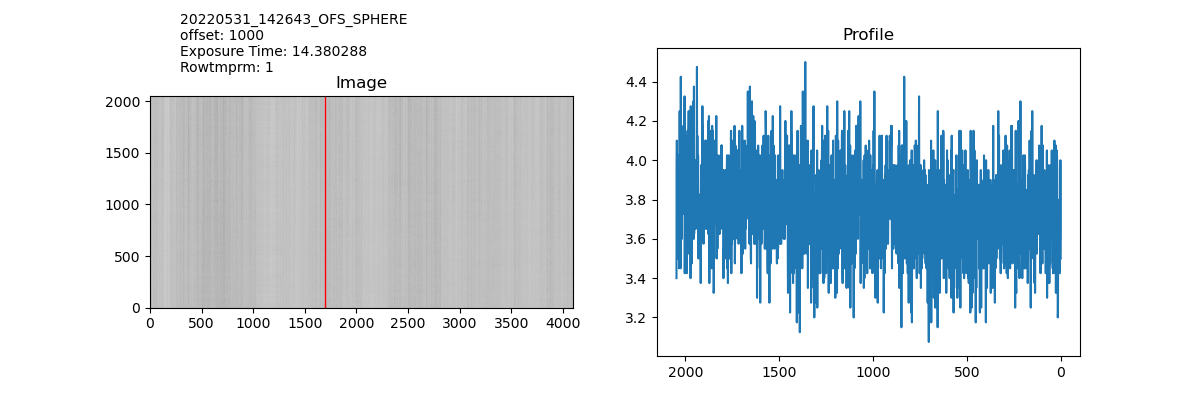 20220531_142643_OFS_SPHERE
offset: 1000
Exposure Time: 14.380288
Rowtmprm: 1
Image
2000
1500
1000
500
0
0 500 1000 1500 2000 2500 3000 3500 4000
Profile
4.4
4.2
4.0
3.8
3.6
3.4
3.2
2000 1500 1000 500 0